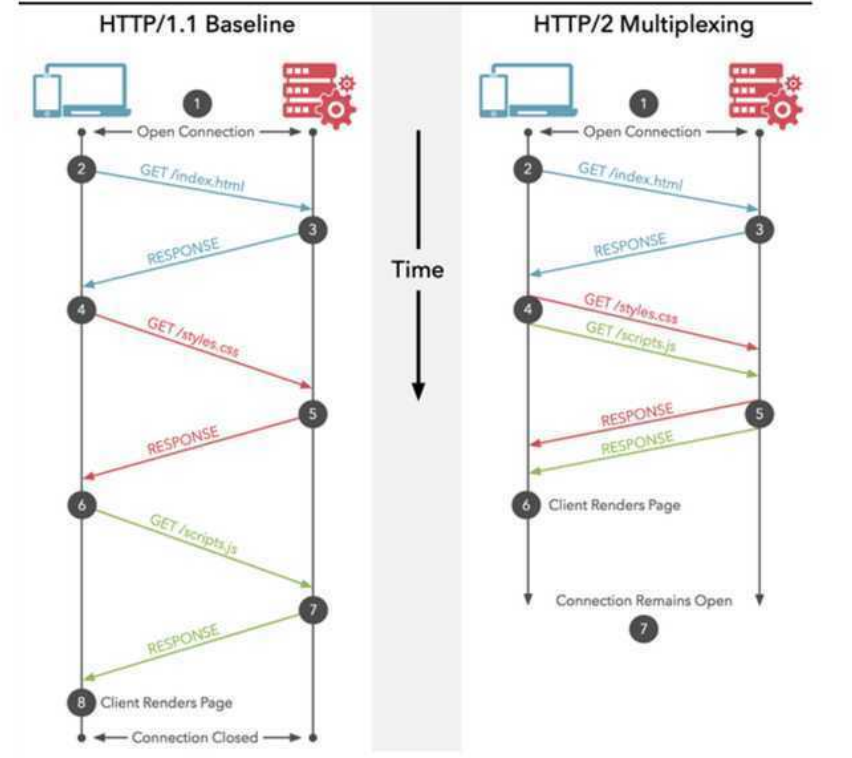 HTTP/1.1 Baseline
1
Open Connection
2
GET /index.html
3
RESPONSE
4
GET /styles.css
5
RESPONSE
6
GET /scripts.js
7
RESPONSE
8 Client Renders Page
Connection Closed
Time
HTTP/2 Multiplexing
1
Open Connection
2
GET /index.html
3
RESPONSE
4
GET /styles.css
GET /scripts.js
5
RESPONSE
RESPONSE
6 Client Renders Page
Connection Remains Open
7